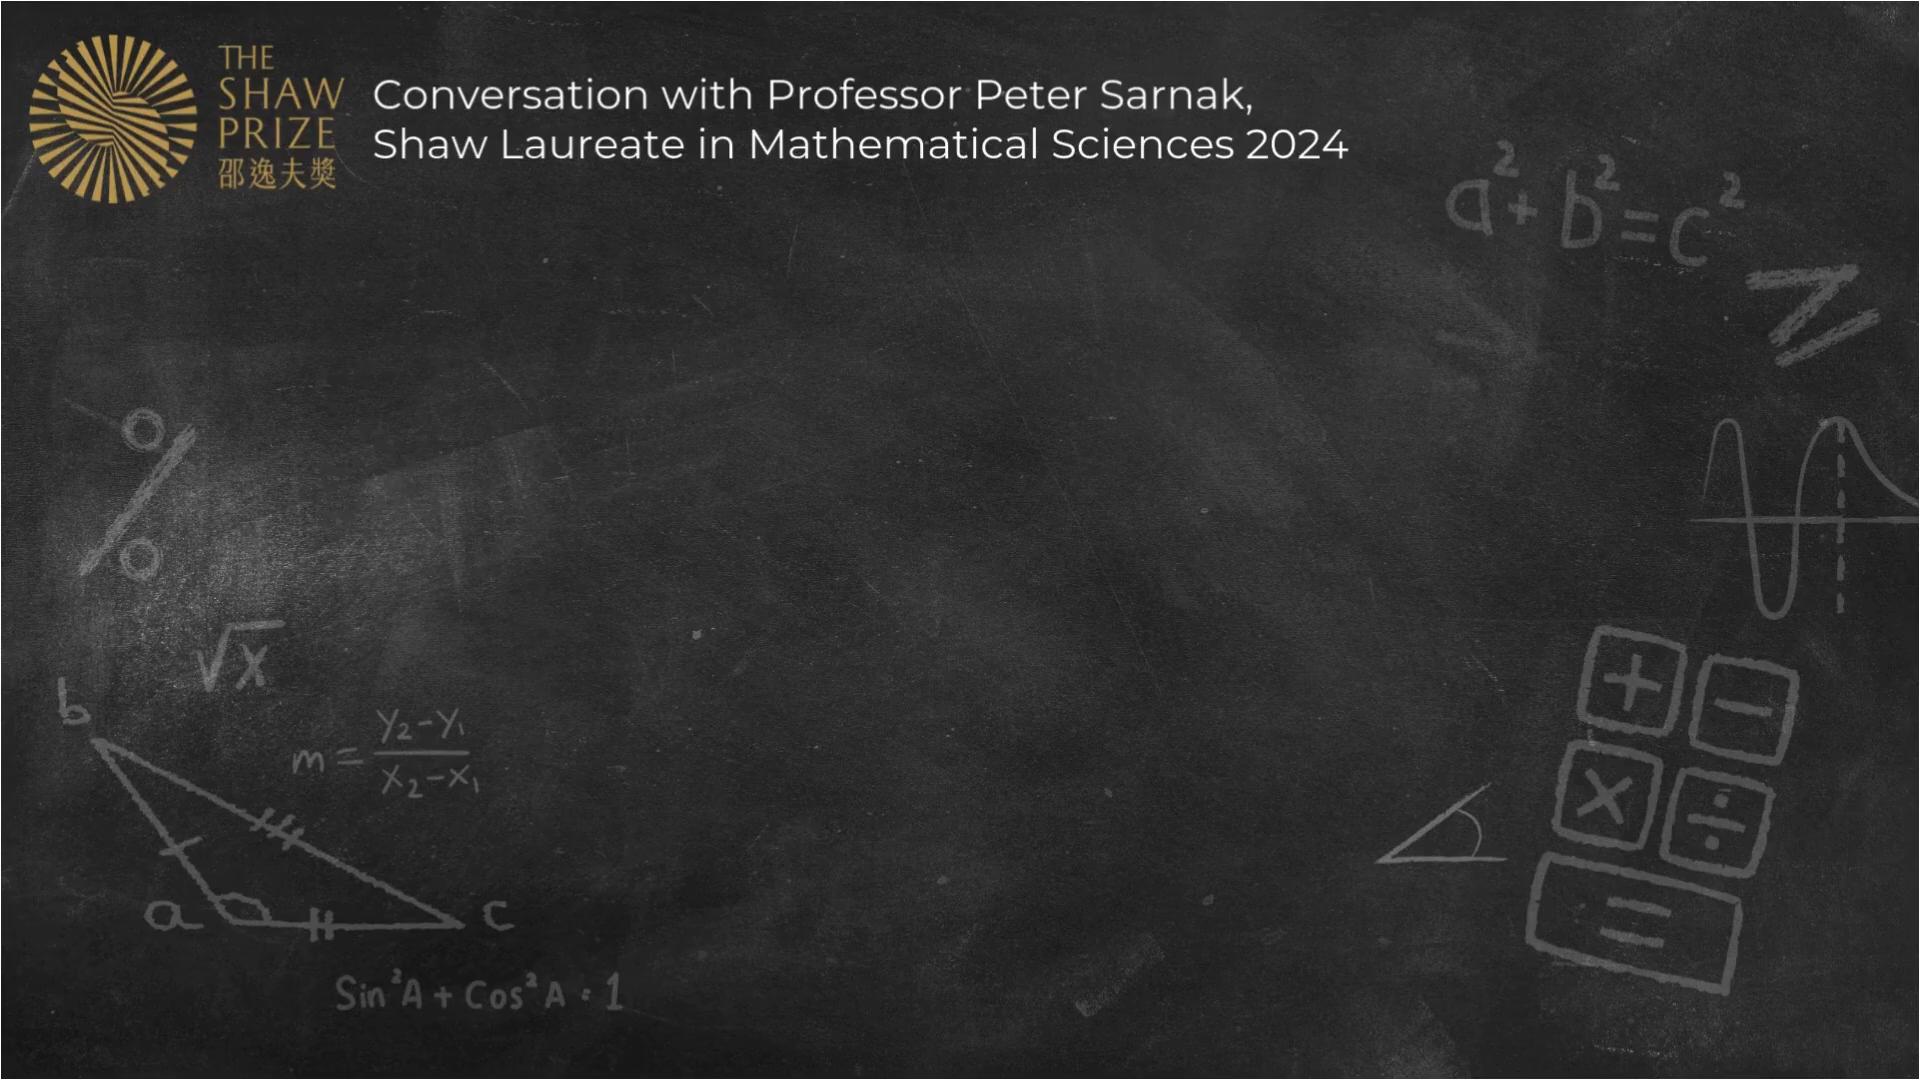 THE
SHAW
PRIZE
邵逸夫獎
Conversation with Professor Peter Sarnak,
Shaw Laureate in Mathematical Sciences 2024
a²+ b²=c²
%
√x
b
m = y₂-y₁ / x₂-x₁
a
c
Sin²A + Cos²A = 1
+
−
×
÷
=